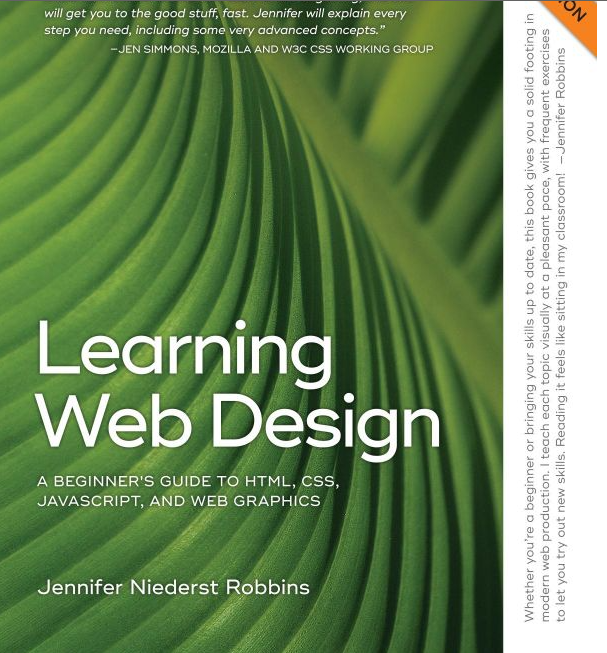 will get you to the good stuff, fast. Jennifer will explain every
step you need, including some very advanced concepts.”
—JEN SIMMONS, MOZILLA AND W3C CSS WORKING GROUP
Learning
Web Design
A BEGINNER'S GUIDE TO HTML, CSS,
JAVASCRIPT, AND WEB GRAPHICS
Jennifer Niederst Robbins
ION
Whether you're a beginner or bringing your skills up to date, this book gives you a solid footing in
modern web production. I teach each topic visually at a pleasant pace, with frequent exercises
to let you try out new skills. Reading it feels like sitting in my classroom! —Jennifer Robbins